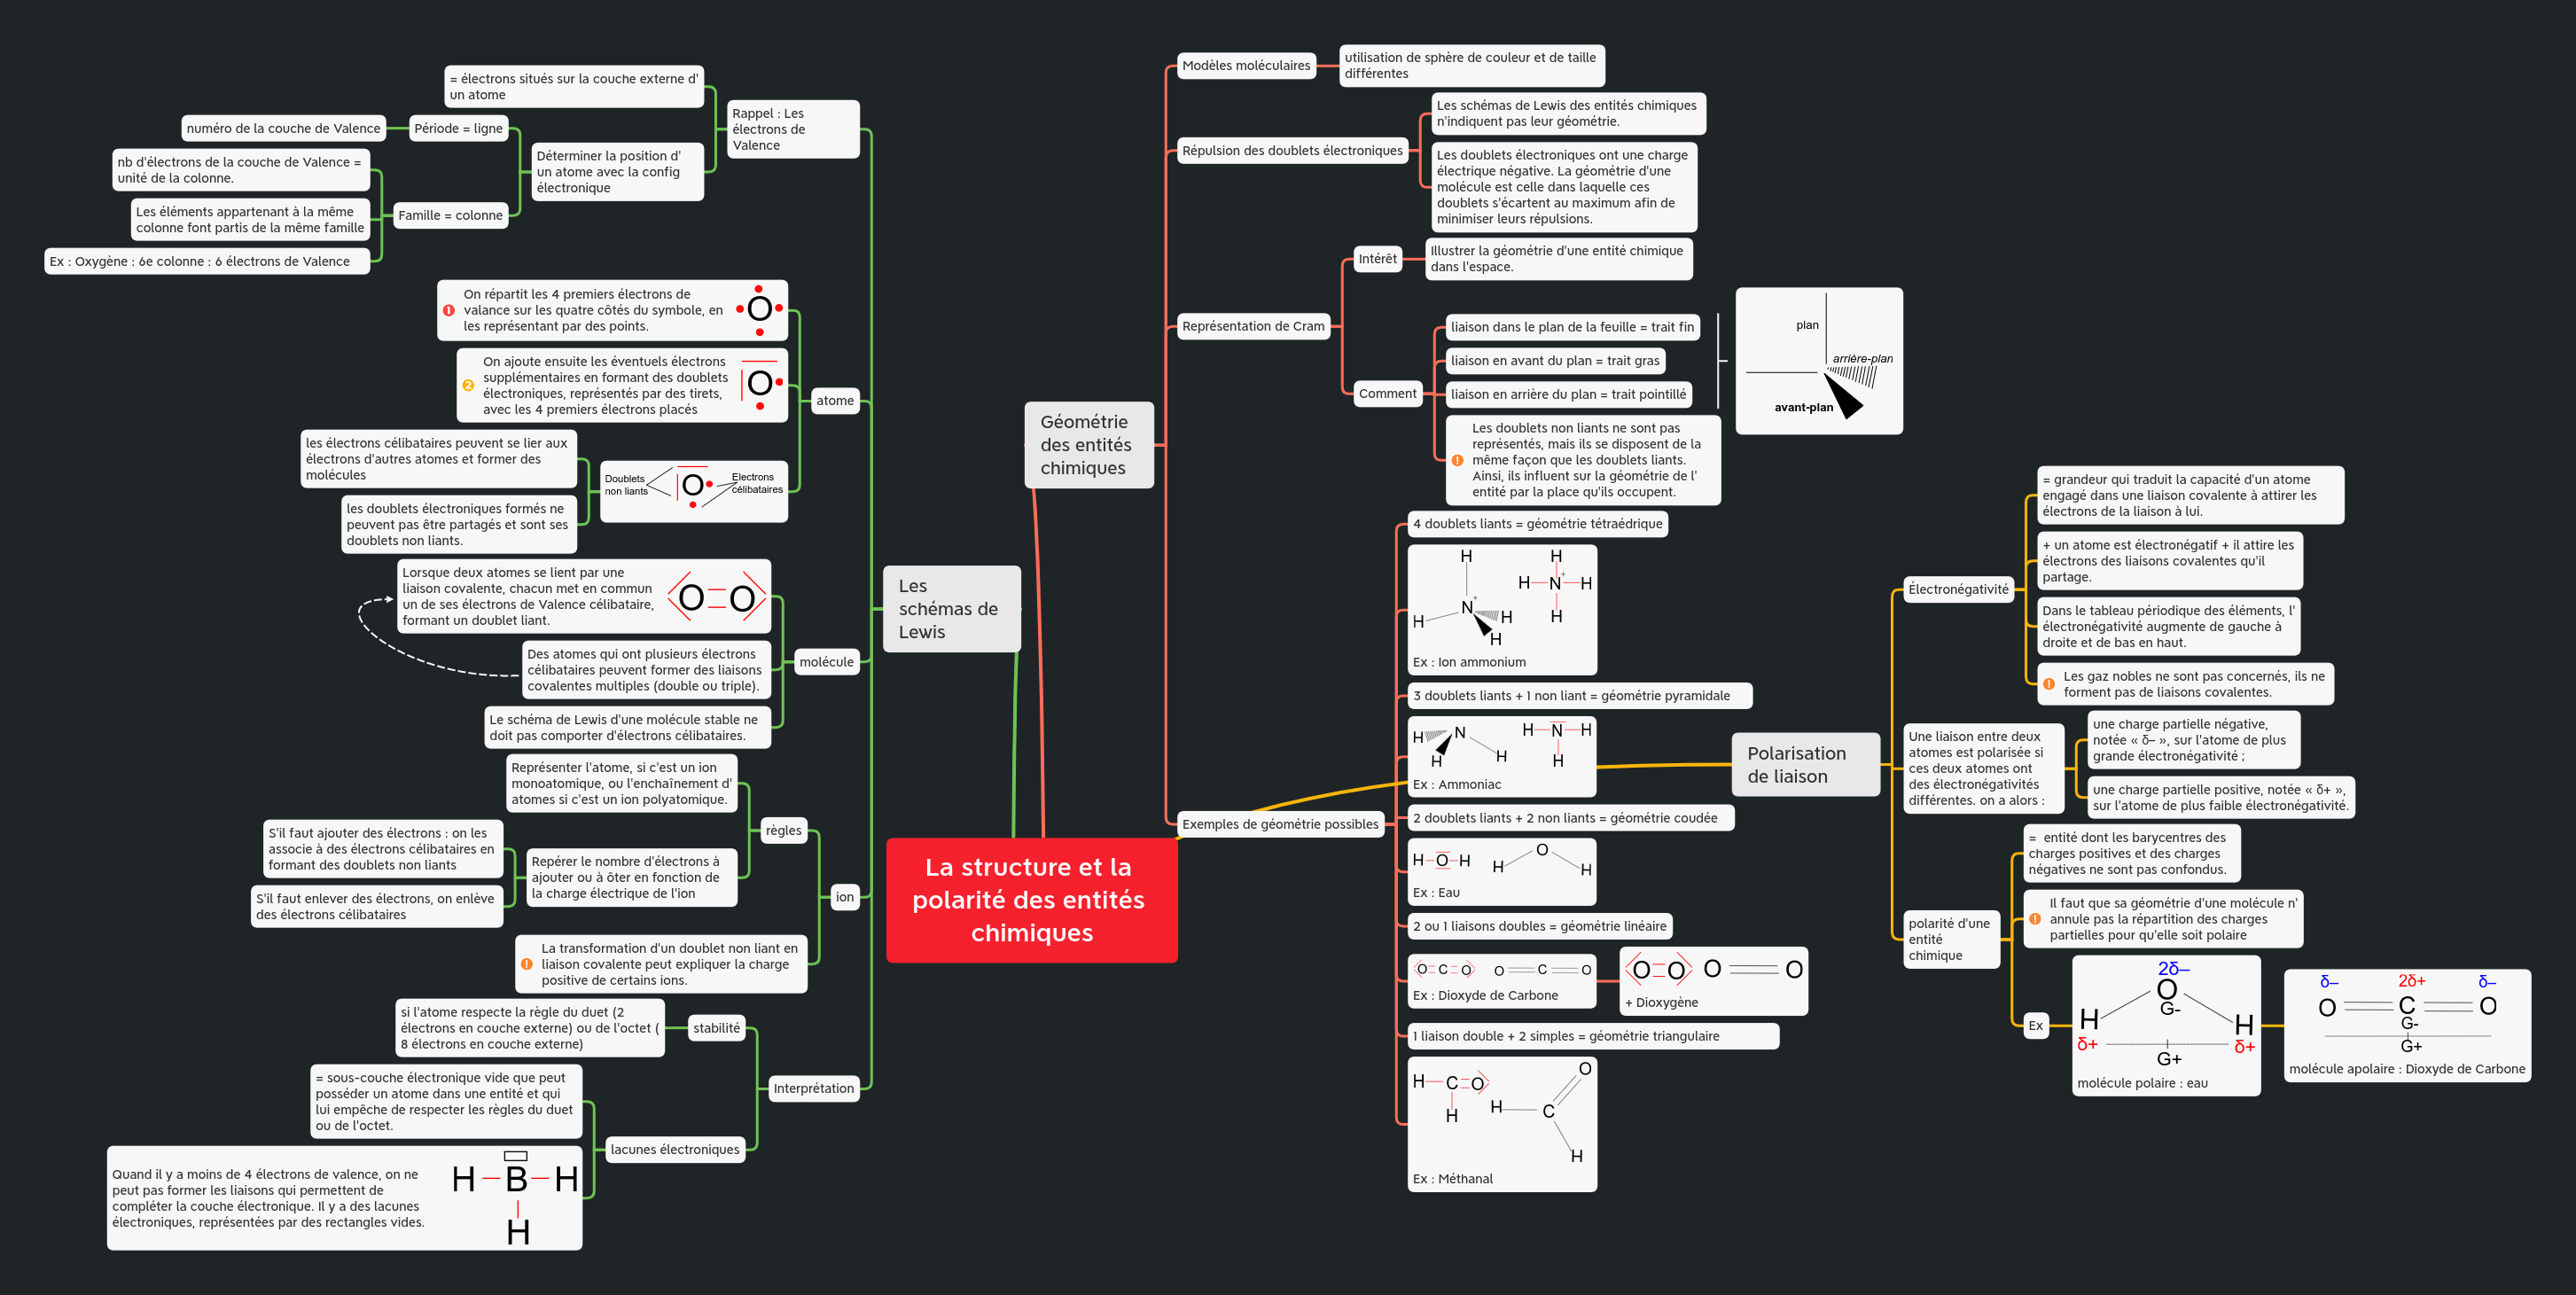 La structure et la
polarité des entités
chimiques
Les
schémas de
Lewis
Rappel : Les
électrons de
Valence
= électrons situés sur la couche externe d'
un atome
Déterminer la position d'
un atome avec la config
électronique
Période = ligne
numéro de la couche de Valence
Famille = colonne
nb d'électrons de la couche de Valence =
unité de la colonne.
Les éléments appartenant à la même
colonne font partis de la même famille
Ex : Oxygène : 6e colonne : 6 électrons de Valence
atome
1
On répartit les 4 premiers électrons de
valance sur les quatre côtés du symbole, en
les représentant par des points.
O
2
On ajoute ensuite les éventuels électrons
supplémentaires en formant des doublets
électroniques, représentés par des tirets,
avec les 4 premiers électrons placés
O
Doublets
non liants
O
Electrons
célibataires
les électrons célibataires peuvent se lier aux
électrons d'autres atomes et former des
molécules
les doublets électroniques formés ne
peuvent pas être partagés et sont ses
doublets non liants.
molécule
Lorsque deux atomes se lient par une
liaison covalente, chacun met en commun
un de ses électrons de Valence célibataire,
formant un doublet liant.
O O
Des atomes qui ont plusieurs électrons
célibataires peuvent former des liaisons
covalentes multiples (double ou triple).
Le schéma de Lewis d'une molécule stable ne
doit pas comporter d'électrons célibataires.
ion
règles
Représenter l'atome, si c'est un ion
monoatomique, ou l'enchaînement d'
atomes si c'est un ion polyatomique.
Repérer le nombre d'électrons à
ajouter ou à ôter en fonction de
la charge électrique de l'ion
S'il faut ajouter des électrons : on les
associe à des électrons célibataires en
formant des doublets non liants
S'il faut enlever des électrons, on enlève
des électrons célibataires
!
La transformation d'un doublet non liant en
liaison covalente peut expliquer la charge
positive de certains ions.
Interprétation
stabilité
si l'atome respecte la règle du duet (2
électrons en couche externe) ou de l'octet (
8 électrons en couche externe)
lacunes électroniques
= sous-couche électronique vide que peut
posséder un atome dans une entité et qui
lui empêche de respecter les règles du duet
ou de l'octet.
Quand il y a moins de 4 électrons de valence, on ne
peut pas former les liaisons qui permettent de
compléter la couche électronique. Il y a des lacunes
électroniques, représentées par des rectangles vides.
H B H
H
Géométrie
des entités
chimiques
Modèles moléculaires
utilisation de sphère de couleur et de taille
différentes
Répulsion des doublets électroniques
Les schémas de Lewis des entités chimiques
n'indiquent pas leur géométrie.
Les doublets électroniques ont une charge
électrique négative. La géométrie d'une
molécule est celle dans laquelle ces
doublets s'écartent au maximum afin de
minimiser leurs répulsions.
Représentation de Cram
Intérêt
Illustrer la géométrie d'une entité chimique
dans l'espace.
Comment
liaison dans le plan de la feuille = trait fin
liaison en avant du plan = trait gras
liaison en arrière du plan = trait pointillé
!
Les doublets non liants ne sont pas
représentés, mais ils se disposent de la
même façon que les doublets liants.
Ainsi, ils influent sur la géométrie de l'
entité par la place qu'ils occupent.
plan
arrière-plan
avant-plan
Exemples de géométrie possibles
4 doublets liants = géométrie tétraédrique
H
N+
H
H
H
H
H N+ H
H
Ex : Ion ammonium
3 doublets liants + 1 non liant = géométrie pyramidale
H N
H H
H N H
H
Ex : Ammoniac
2 doublets liants + 2 non liants = géométrie coudée
H O H
O
H H
Ex : Eau
2 ou 1 liaisons doubles = géométrie linéaire
O C O O C O
Ex : Dioxyde de Carbone
O O O O
+ Dioxygène
1 liaison double + 2 simples = géométrie triangulaire
H C O
H
O
H C
H
Ex : Méthanal
Polarisation
de liaison
Électronégativité
= grandeur qui traduit la capacité d'un atome
engagé dans une liaison covalente à attirer les
électrons de la liaison à lui.
+ un atome est électronégatif + il attire les
électrons des liaisons covalentes qu'il
partage.
Dans le tableau périodique des éléments, l'
électronégativité augmente de gauche à
droite et de bas en haut.
!
Les gaz nobles ne sont pas concernés, ils ne
forment pas de liaisons covalentes.
Une liaison entre deux
atomes est polarisée si
ces deux atomes ont
des électronégativités
différentes. on a alors :
une charge partielle négative,
notée « δ– », sur l'atome de plus
grande électronégativité ;
une charge partielle positive, notée « δ+ »,
sur l'atome de plus faible électronégativité.
polarité d'une
entité
chimique
= entité dont les barycentres des
charges positives et des charges
négatives ne sont pas confondus.
!
Il faut que sa géométrie d'une molécule n'
annule pas la répartition des charges
partielles pour qu'elle soit polaire
Ex
2δ–
O
G-
H H
δ+ δ+
G+
molécule polaire : eau
δ– 2δ+ δ–
O C O
G-
G+
molécule apolaire : Dioxyde de Carbone